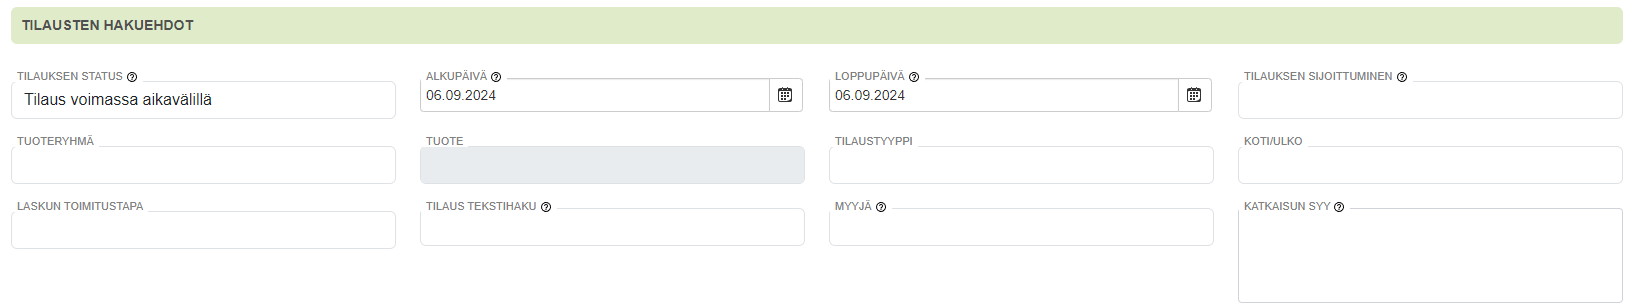 TILAUSTEN HAKUEHDOT
TILAUKSEN STATUS
ALKUPÄIVÄ
LOPPUPÄIVÄ
TILAUKSEN SIJOITTUMINEN
Tilaus voimassa aikavälillä
06.09.2024
06.09.2024
TUOTERYHMÄ
TUOTE
TILAUSTYYPPI
KOTI/ULKO
LASKUN TOIMITUSTAPA
TILAUS TEKSTIHAKU
MYYJÄ
KATKAISUN SYY